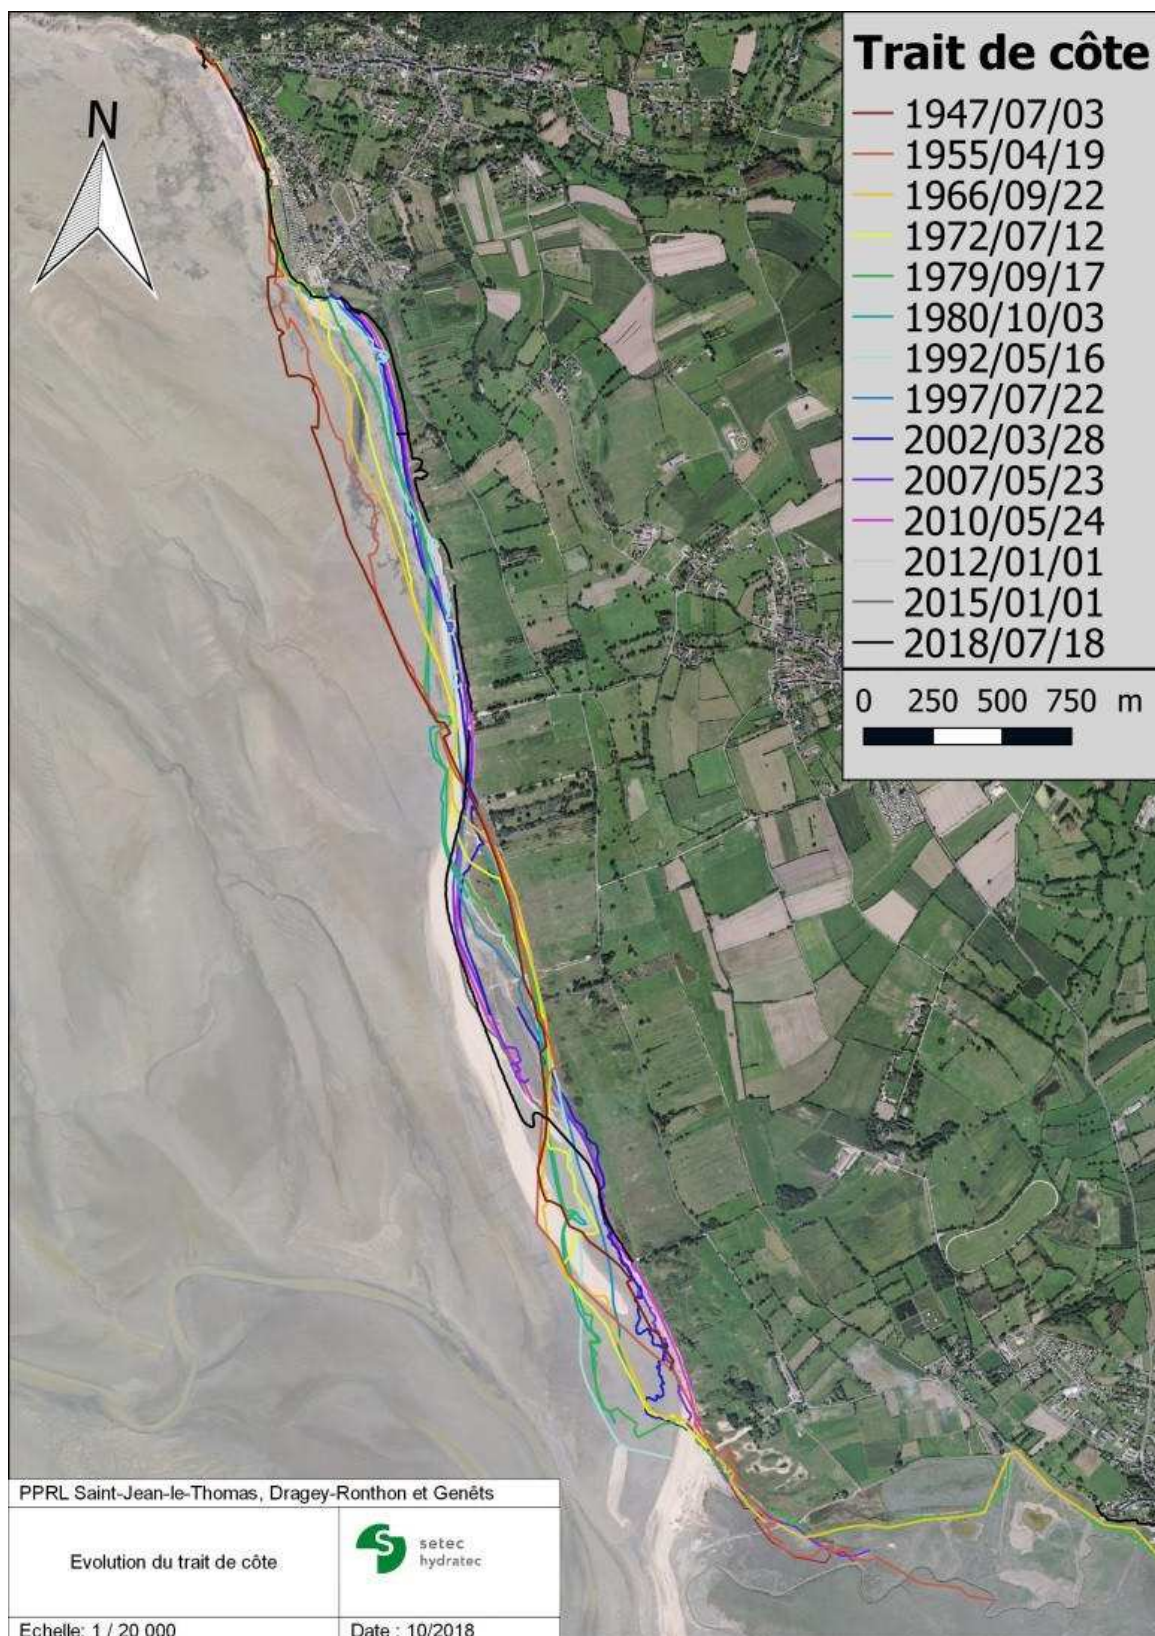 Trait de côte
N
1947/07/03
1955/04/19
1966/09/22
1972/07/12
1979/09/17
1980/10/03
1992/05/16
1997/07/22
2002/03/28
2007/05/23
2010/05/24
2012/01/01
2015/01/01
2018/07/18
0 250 500 750 m
PPRL Saint-Jean-le-Thomas, Dragey-Ronthon et Genêts
Evolution du trait de côte
setec
hydratec
Echelle: 1 / 20 000
Date : 10/2018